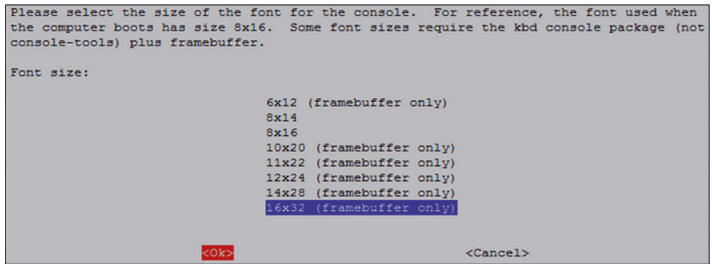 Please select the size of the font for the console.  For reference, the font used when
the computer boots has size 8x16.  Some font sizes require the kbd console package (not
console-tools) plus framebuffer.
Font size:
6x12 (framebuffer only)
8x14
8x16
10x20 (framebuffer only)
11x22 (framebuffer only)
12x24 (framebuffer only)
14x28 (framebuffer only)
16x32 (framebuffer only)
<Ok> <Cancel>